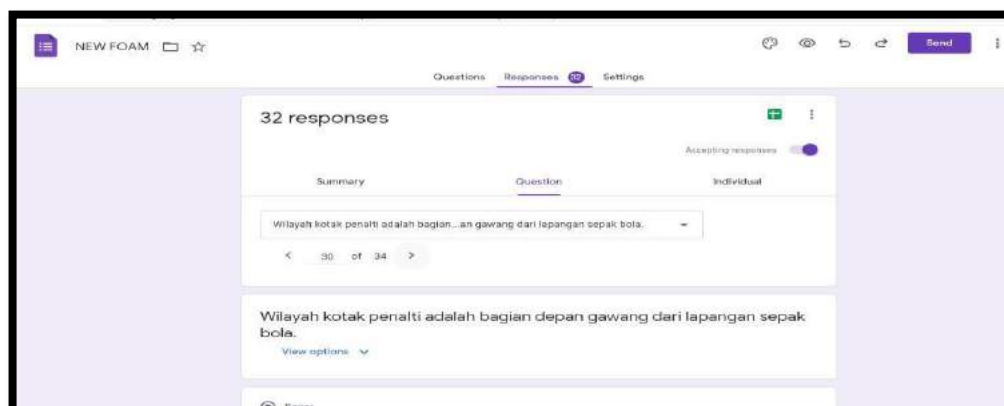 NEW FOAM
Send
Questions Responses 32 Settings
32 responses
Accepting responses
Summary Question Individual
Wilayah kotak penalti adalah bagian...an gawang dari lapangan sepak bola.
< 30 of 34 >
Wilayah kotak penalti adalah bagian depan gawang dari lapangan sepak
bola.
View options